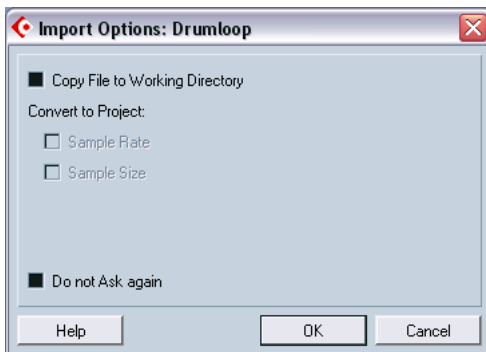 Import Options: Drumloop
Copy File to Working Directory
Convert to Project:
Sample Rate
Sample Size
Do not Ask again
Help OK Cancel